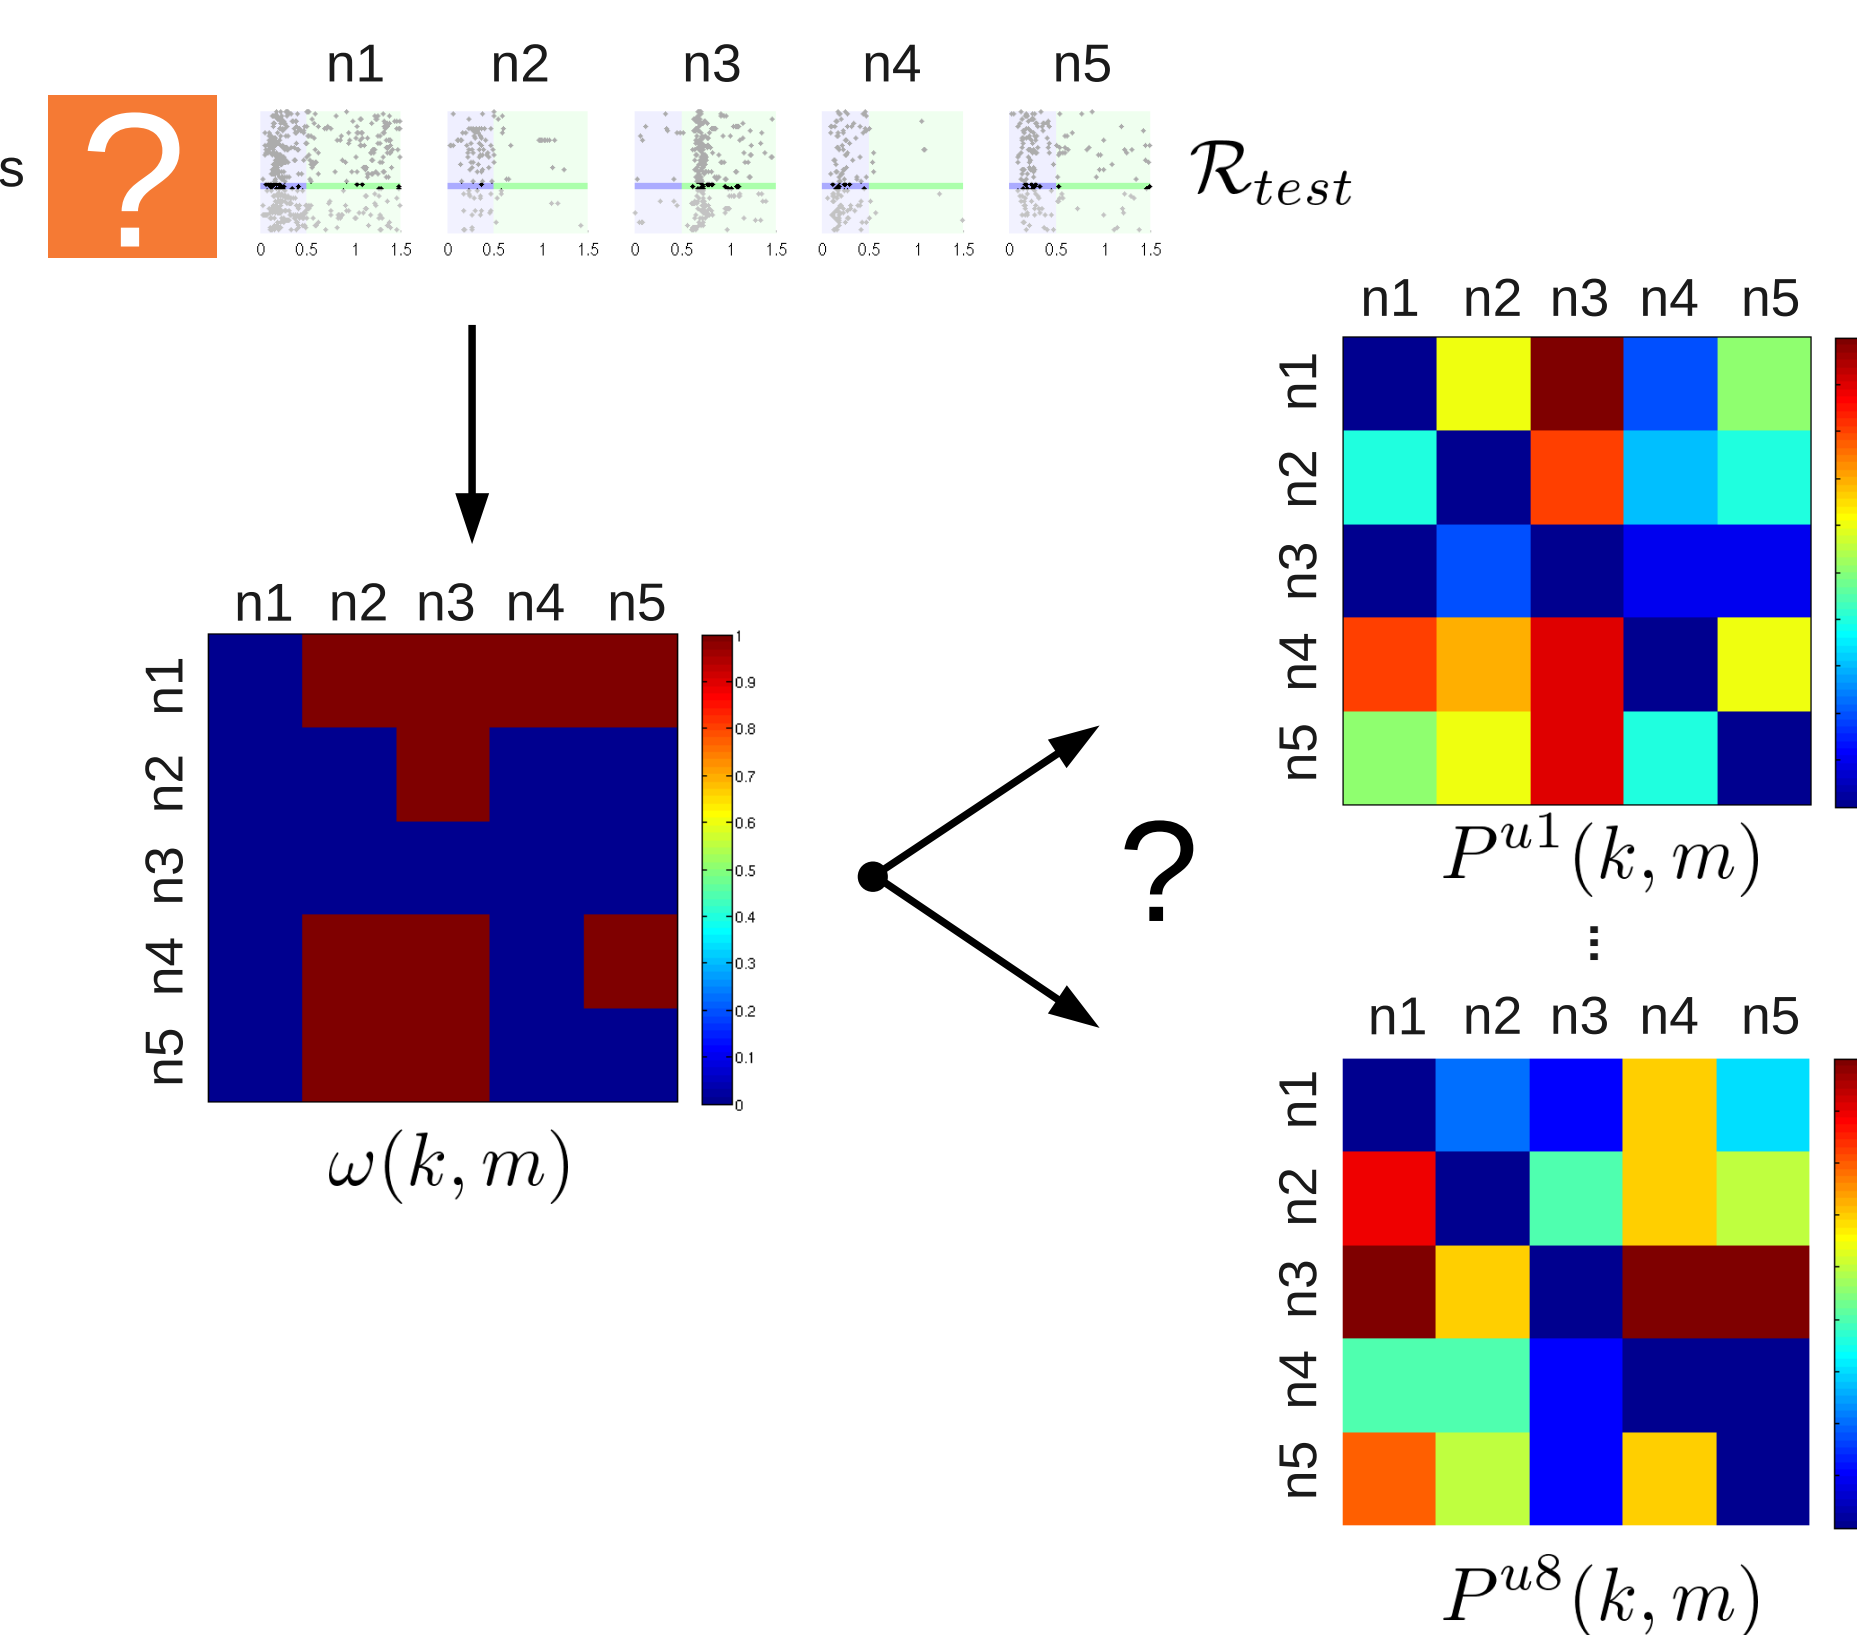 n1 n2 n3 n4 n5
s ? R_test
0 0.5 1 1.5 0 0.5 1 1.5 0 0.5 1 1.5 0 0.5 1 1.5 0 0.5 1 1.5
n1 n2 n3 n4 n5
n1
n2
n3
n4
n5
P^{u1}(k, m)
n1 n2 n3 n4 n5
n1
n2
n3
n4
n5
1
0.9
0.8
0.7
0.6
0.5
0.4
0.3
0.2
0.1
0
ω(k, m)
?
⋮
n1 n2 n3 n4 n5
n1
n2
n3
n4
n5
P^{u8}(k, m)